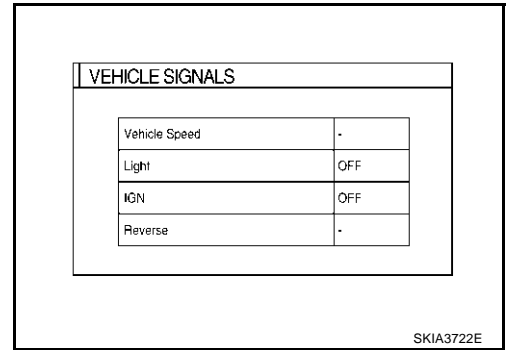 VEHICLE SIGNALS
Vehicle Speed -
Light OFF
IGN OFF
Reverse -
SKIA3722E